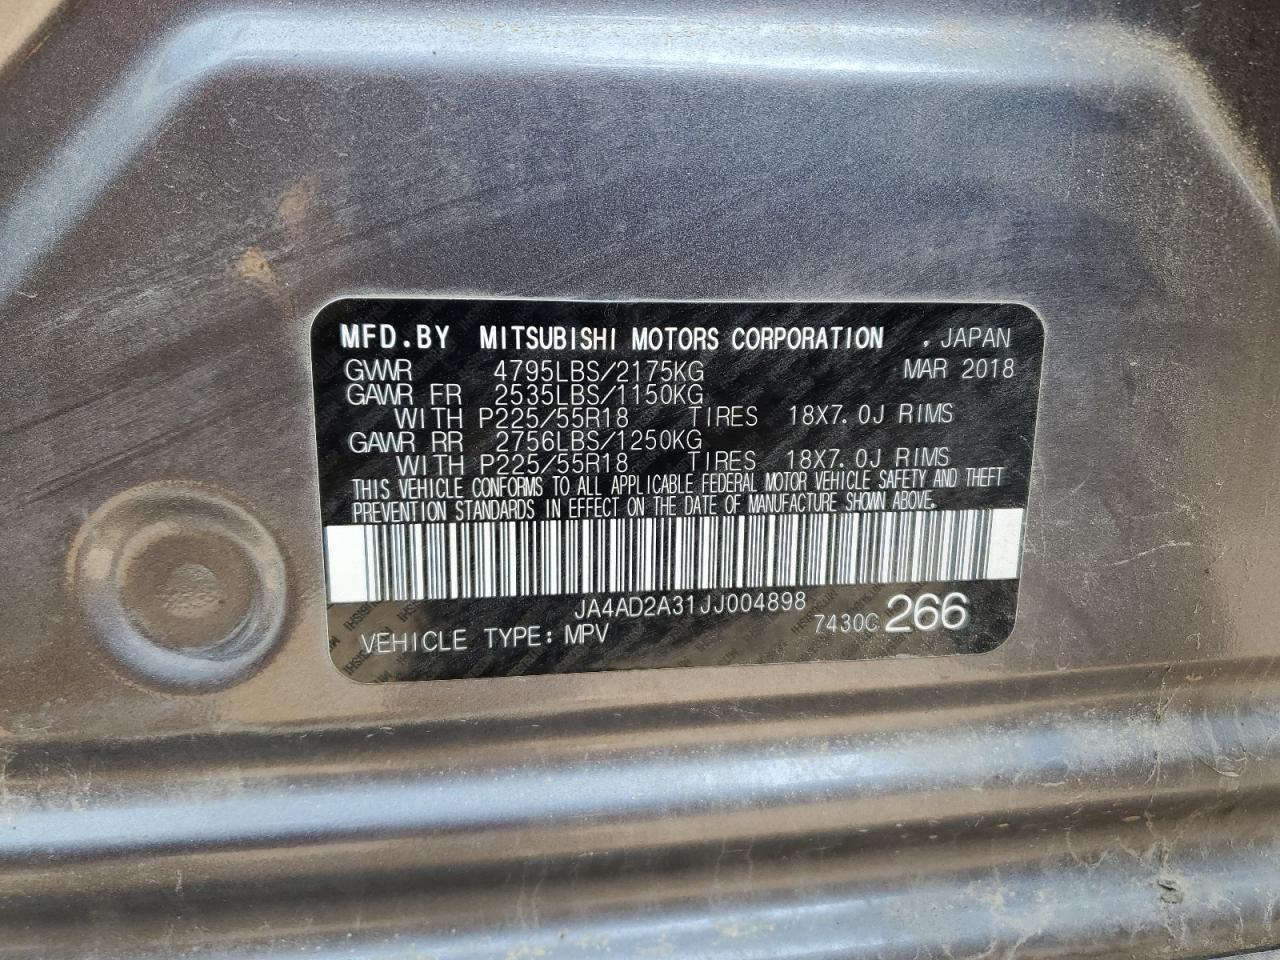 MFD.BY MITSUBISHI MOTORS CORPORATION . JAPAN
GVWR 4795LBS/2175KG MAR 2018
GAWR FR 2535LBS/1150KG
WITH P225/55R18 TIRES 18X7.0J RIMS
GAWR RR 2756LBS/1250KG
WITH P225/55R18 TIRES 18X7.0J RIMS
THIS VEHICLE CONFORMS TO ALL APPLICABLE FEDERAL MOTOR VEHICLE SAFETY AND THEFT
PREVENTION STANDARDS IN EFFECT ON THE DATE OF MANUFACTURE SHOWN ABOVE.
JA4AD2A31JJ004898
VEHICLE TYPE: MPV 7430C 266